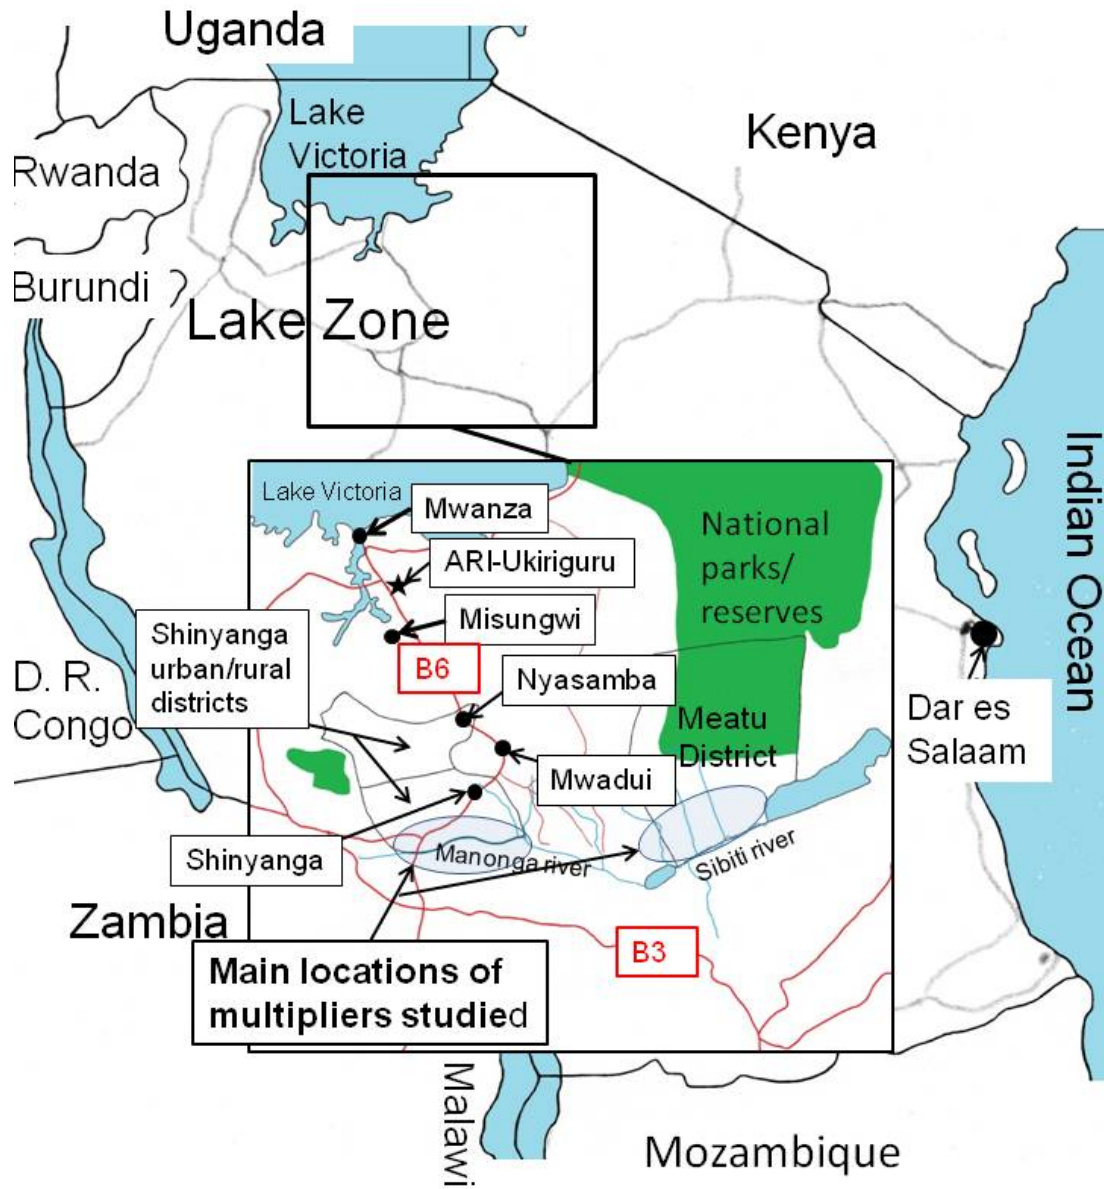 Uganda
Lake
Victoria
Kenya
Rwanda
Burundi
Lake Zone
Indian Ocean
Lake Victoria
Mwanza
National
parks/
reserves
ARI-Ukiriguru
Misungwi
Shinyanga
urban/rural
districts
B6
Nyasamba
D. R.
Congo
Meatu
District
Dar es
Salaam
Mwadui
Shinyanga
Manonga river
Sibiti river
Zambia
B3
Main locations of
multipliers studied
Malawi
Mozambique